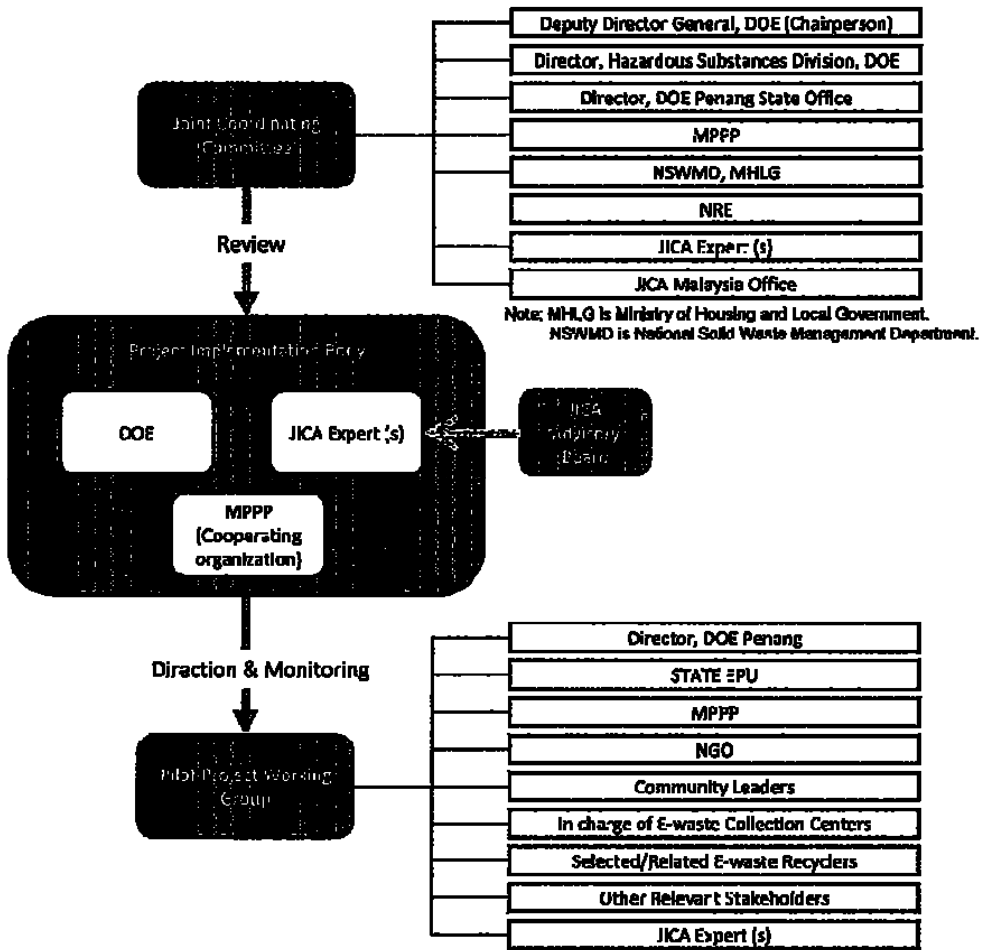 Deputy Director General, DOE (Chairperson)
Director, Hazardous Substances Division, DOE
Director, DOE Penang State Office
MPPP
NSWMD, MHLG
NRE
JICA Expert (s)
JICA Malaysia Office
Joint Coordinating
(Committee)
Review
Note: MHLG is Ministry of Housing and Local Government.
NSWMD is National Solid Waste Management Department.
Project Implementation Body
DOE
JICA Expert (s)
JICA
Advisory
Board
MPPP
(Cooperating
organization)
Diraction & Monitoring
Director, DOE Penang
STATE EPU
MPPP
NGO
Community Leaders
In charge of E-waste Collection Centers
Selected/Related E-waste Recyclers
Other Relevant Stakeholders
JICA Expert (s)
Pilot Project Working
Group